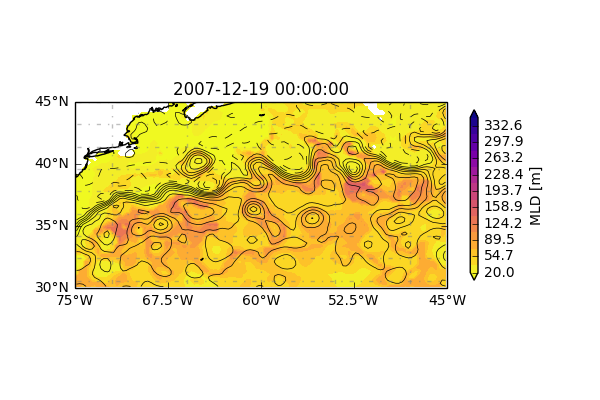 2007-12-19 00:00:00
45°N
40°N
35°N
30°N
75°W
67.5°W
60°W
52.5°W
45°W
332.6
297.9
263.2
228.4
193.7
158.9
124.2
89.5
54.7
20.0
MLD [m]